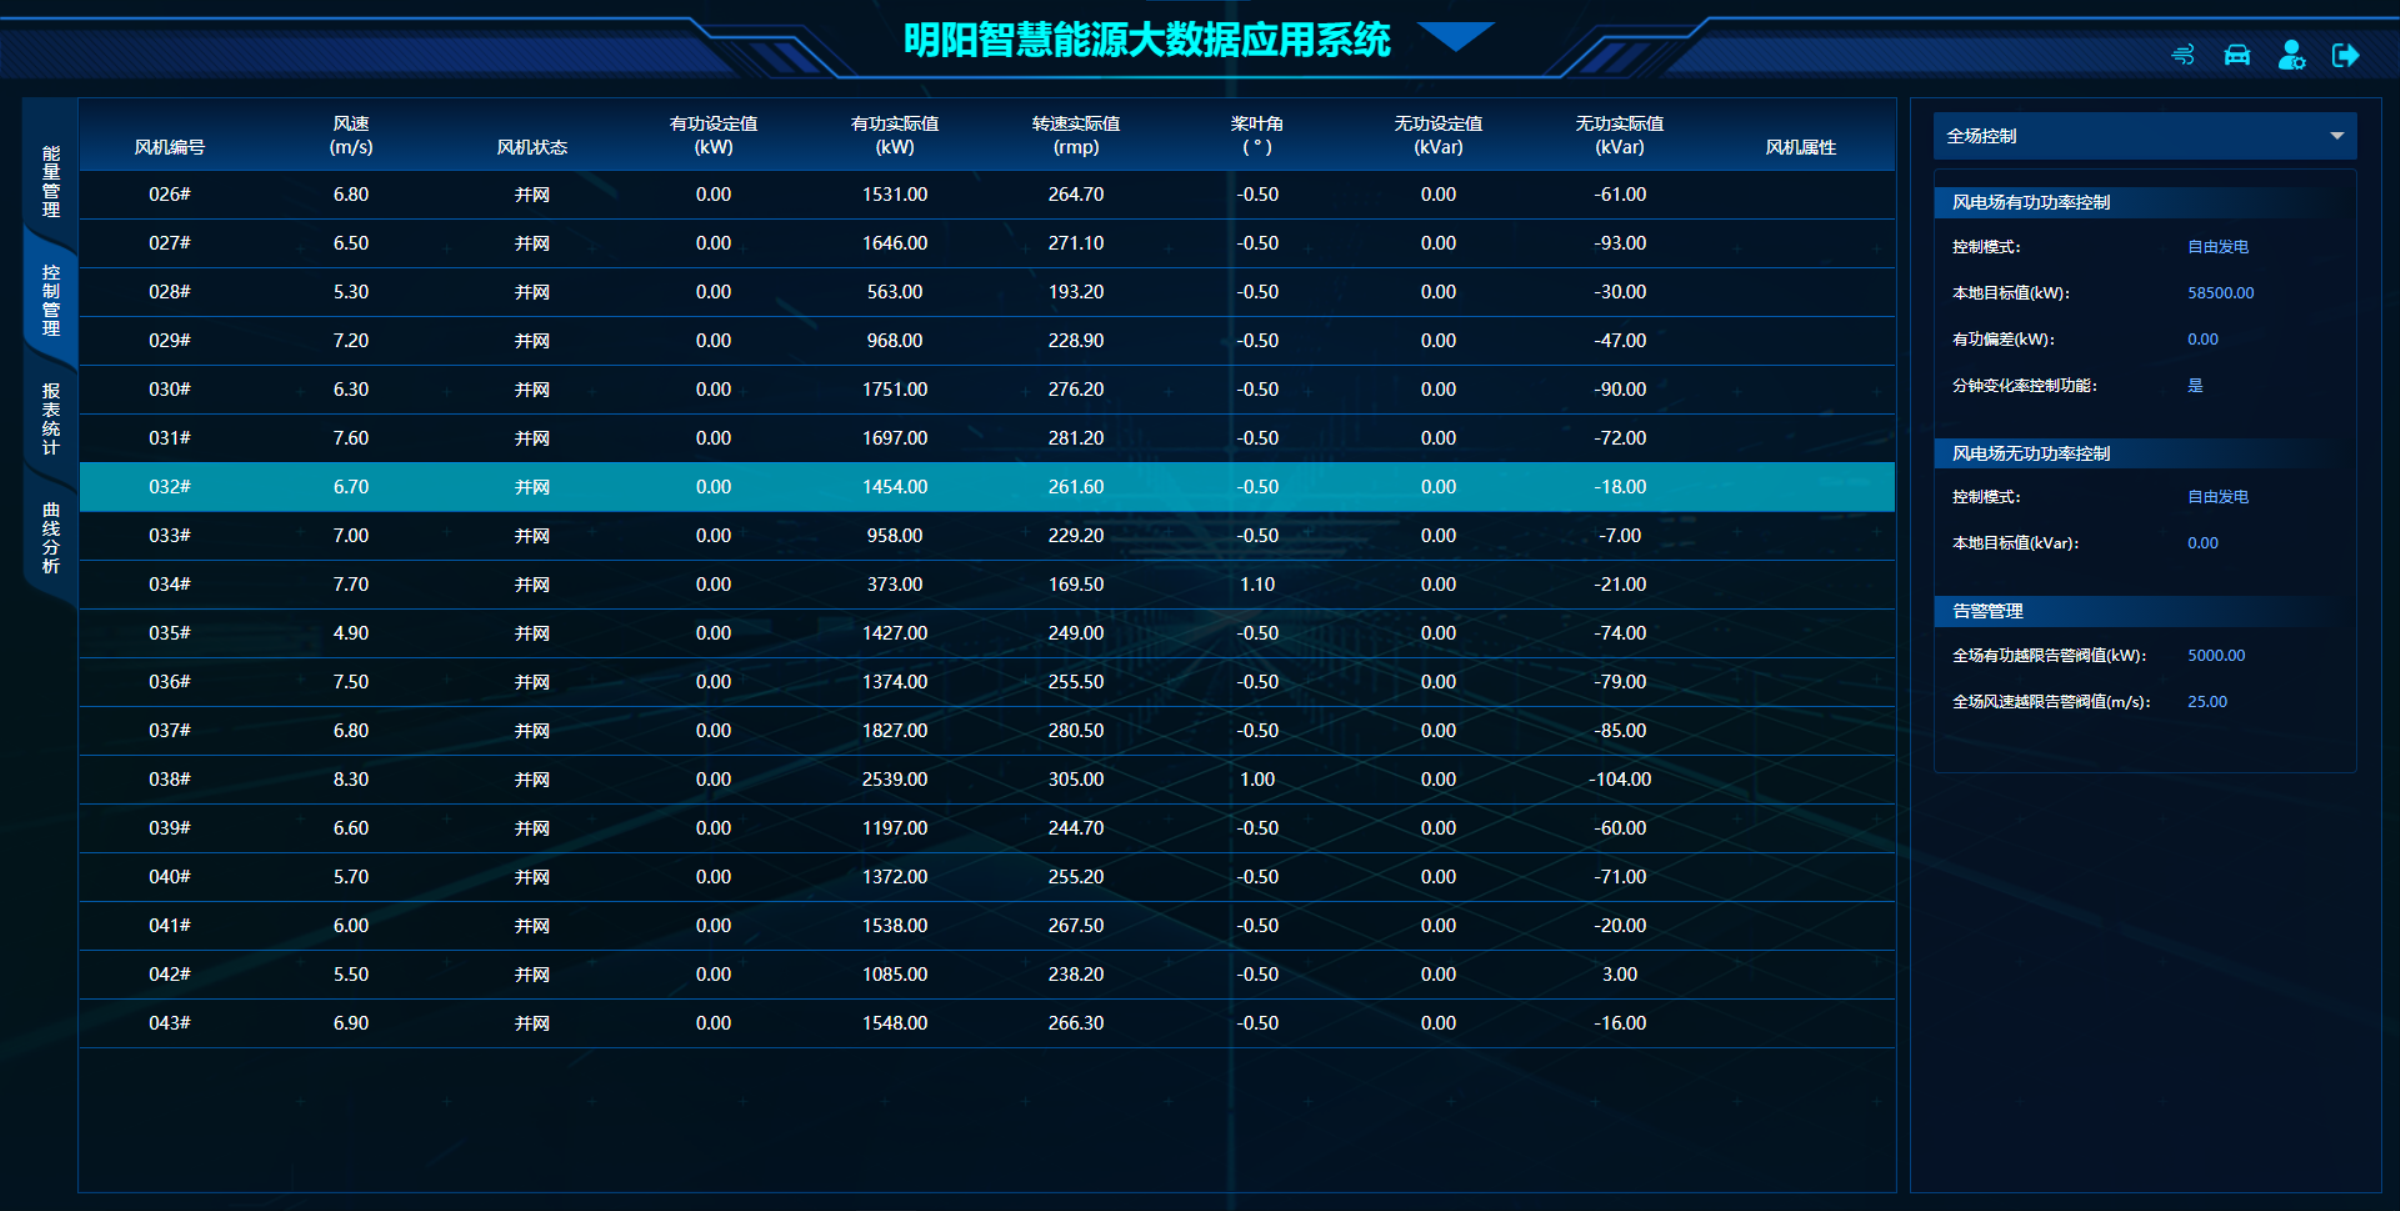 明阳智慧能源大数据应用系统
能量管理
控制管理
报表统计
曲线分析
风机编号 风速(m/s) 风机状态 有功设定值(kW) 有功实际值(kW) 转速实际值(rmp) 桨叶角(°) 无功设定值(kVar) 无功实际值(kVar) 风机属性
026# 6.80 并网 0.00 1531.00 264.70 -0.50 0.00 -61.00
027# 6.50 并网 0.00 1646.00 271.10 -0.50 0.00 -93.00
028# 5.30 并网 0.00 563.00 193.20 -0.50 0.00 -30.00
029# 7.20 并网 0.00 968.00 228.90 -0.50 0.00 -47.00
030# 6.30 并网 0.00 1751.00 276.20 -0.50 0.00 -90.00
031# 7.60 并网 0.00 1697.00 281.20 -0.50 0.00 -72.00
032# 6.70 并网 0.00 1454.00 261.60 -0.50 0.00 -18.00
033# 7.00 并网 0.00 958.00 229.20 -0.50 0.00 -7.00
034# 7.70 并网 0.00 373.00 169.50 1.10 0.00 -21.00
035# 4.90 并网 0.00 1427.00 249.00 -0.50 0.00 -74.00
036# 7.50 并网 0.00 1374.00 255.50 -0.50 0.00 -79.00
037# 6.80 并网 0.00 1827.00 280.50 -0.50 0.00 -85.00
038# 8.30 并网 0.00 2539.00 305.00 1.00 0.00 -104.00
039# 6.60 并网 0.00 1197.00 244.70 -0.50 0.00 -60.00
040# 5.70 并网 0.00 1372.00 255.20 -0.50 0.00 -71.00
041# 6.00 并网 0.00 1538.00 267.50 -0.50 0.00 -20.00
042# 5.50 并网 0.00 1085.00 238.20 -0.50 0.00 3.00
043# 6.90 并网 0.00 1548.00 266.30 -0.50 0.00 -16.00
全场控制
风电场有功功率控制
控制模式: 自由发电
本地目标值(kW): 58500.00
有功偏差(kW): 0.00
分钟变化率控制功能: 是
风电场无功功率控制
控制模式: 自由发电
本地目标值(kVar): 0.00
告警管理
全场有功越限告警阀值(kW): 5000.00
全场风速越限告警阀值(m/s): 25.00